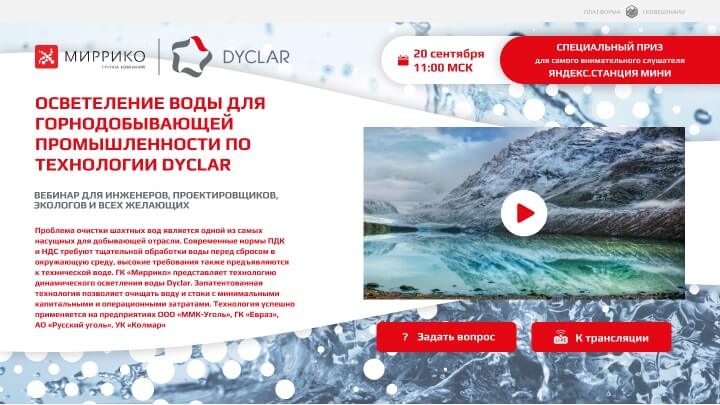 ПЛАТФОРМА ГЕОВЕБИНАРЫ
МИРРИКО
ГРУППА КОМПАНИЙ
DYCLAR
20 сентября
11:00 МСК
СПЕЦИАЛЬНЫЙ ПРИЗ
для самого внимательного слушателя
ЯНДЕКС.СТАНЦИЯ МИНИ
ОСВЕТЕЛЕНИЕ ВОДЫ ДЛЯ
ГОРНОДОБЫВАЮЩЕЙ
ПРОМЫШЛЕННОСТИ ПО
ТЕХНОЛОГИИ DYCLAR
ВЕБИНАР ДЛЯ ИНЖЕНЕРОВ, ПРОЕКТИРОВЩИКОВ,
ЭКОЛОГОВ И ВСЕХ ЖЕЛАЮЩИХ
Проблема очистки шахтных вод является одной из самых
насущных для добывающей отрасли. Современные нормы ПДК
и НДС требуют тщательной обработки воды перед сбросом в
окружающую среду, высокие требования также предъявляются
к технической воде. ГК «Миррико» представляет технологию
динамического осветления воды Dyclar. Запатентованная
технология позволяет очищать воду и стоки с минимальными
капитальными и операционными затратами. Технология успешно
применяется на предприятиях ООО «ММК-Уголь», ГК «Евраз»,
АО «Русский уголь», УК «Колмар»
? Задать вопрос
LIVE К трансляции